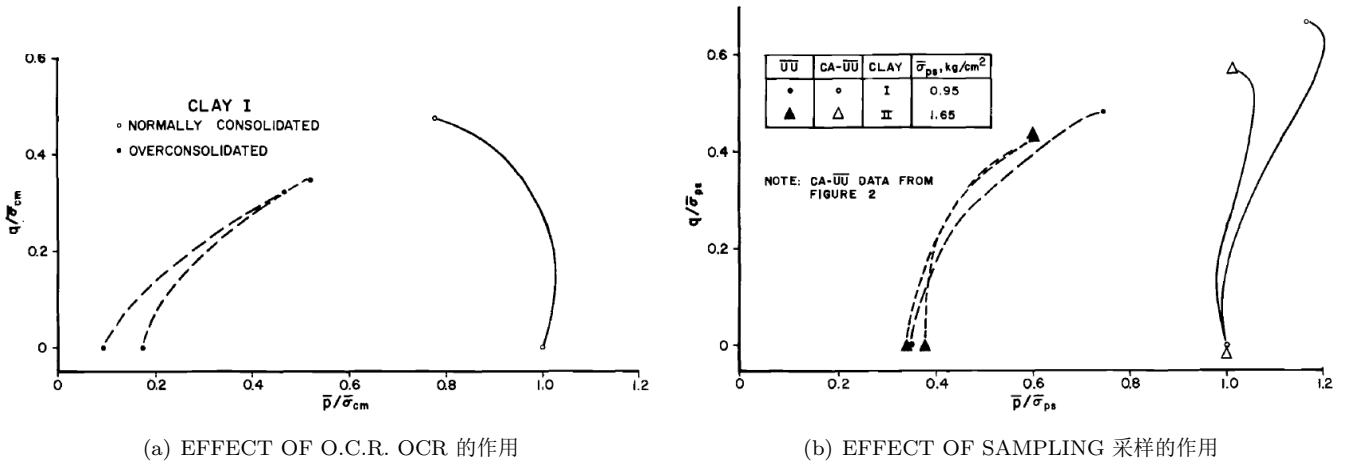 0.6
0.4
0.2
0
q/σ̄cm
CLAY I
○ NORMALLY CONSOLIDATED
• OVERCONSOLIDATED
0 0.2 0.4 0.6 0.8 1.0 1.2
p̄/σ̄cm
(a) EFFECT OF O.C.R. OCR 的作用
0.6
0.4
0.2
0
q/σ̄ps
U̅U̅ CA-U̅U̅ CLAY σ̄ps, kg/cm²
• ○ I 0.95
▲ △ II 1.65
NOTE: CA-U̅U̅ DATA FROM
FIGURE 2
0 0.2 0.4 0.6 0.8 1.0 1.2
p̄/σ̄ps
(b) EFFECT OF SAMPLING 采样的作用